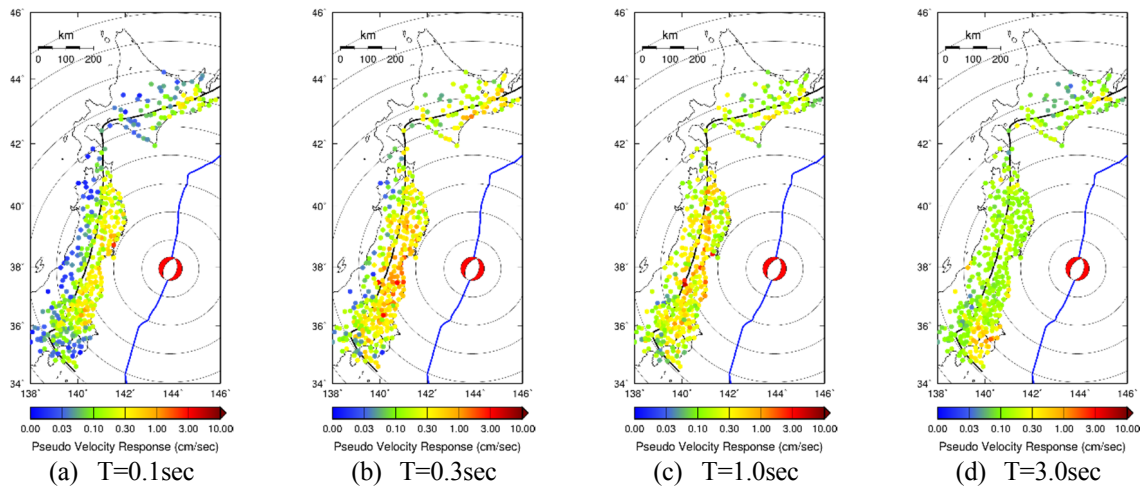 46˚ 46˚ 46˚ 46˚
km km km km
0 100 200 0 100 200 0 100 200 0 100 200
44˚ 44˚ 44˚ 44˚
42˚ 42˚ 42˚ 42˚
40˚ 40˚ 40˚ 40˚
38˚ 38˚ 38˚ 38˚
36˚ 36˚ 36˚ 36˚
34˚ 34˚ 34˚ 34˚
138˚ 140˚ 142˚ 144˚ 146˚ 138˚ 140˚ 142˚ 144˚ 146˚ 138˚ 140˚ 142˚ 144˚ 146˚ 138˚ 140˚ 142˚ 144˚ 146˚
0.00 0.03 0.10 0.30 1.00 3.00 10.00 0.00 0.03 0.10 0.30 1.00 3.00 10.00 0.00 0.03 0.10 0.30 1.00 3.00 10.00 0.00 0.03 0.10 0.30 1.00 3.00 10.00
Pseudo Velocity Response (cm/sec) Pseudo Velocity Response (cm/sec) Pseudo Velocity Response (cm/sec) Pseudo Velocity Response (cm/sec)
(a) T=0.1sec (b) T=0.3sec (c) T=1.0sec (d) T=3.0sec